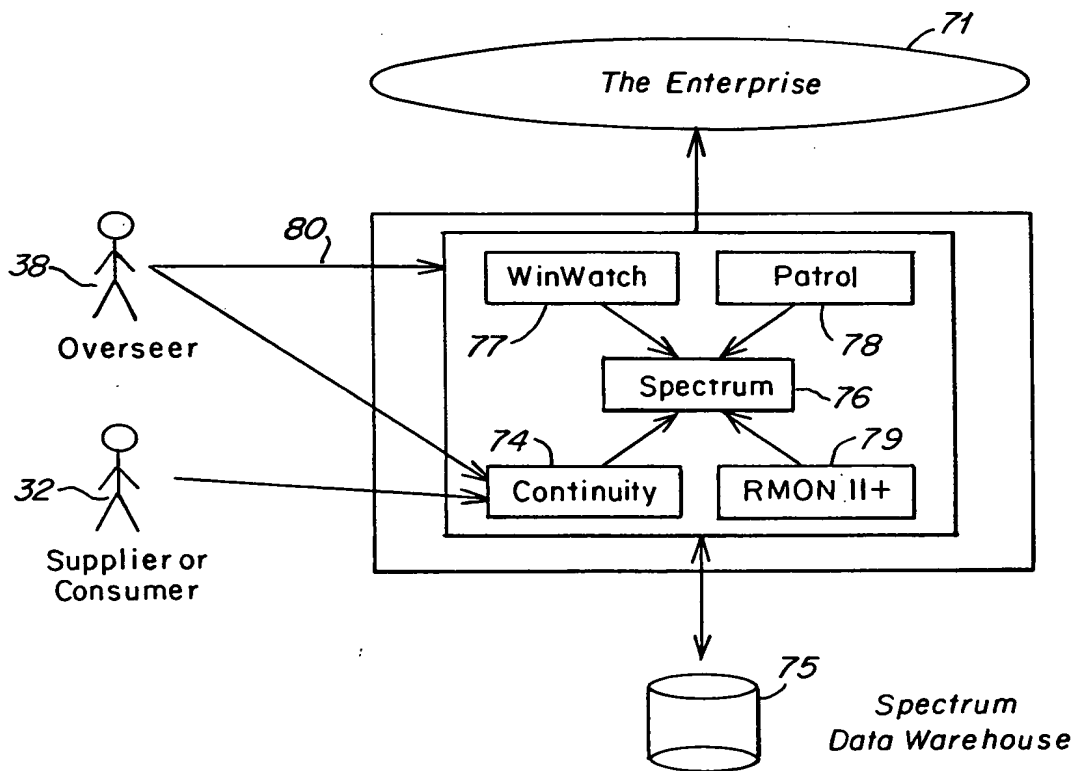 71
The Enterprise
80
38
Overseer
WinWatch
77
Patrol
78
Spectrum
76
74
Continuity
79
RMON II+
32
Supplier or
Consumer
75
Spectrum
Data Warehouse